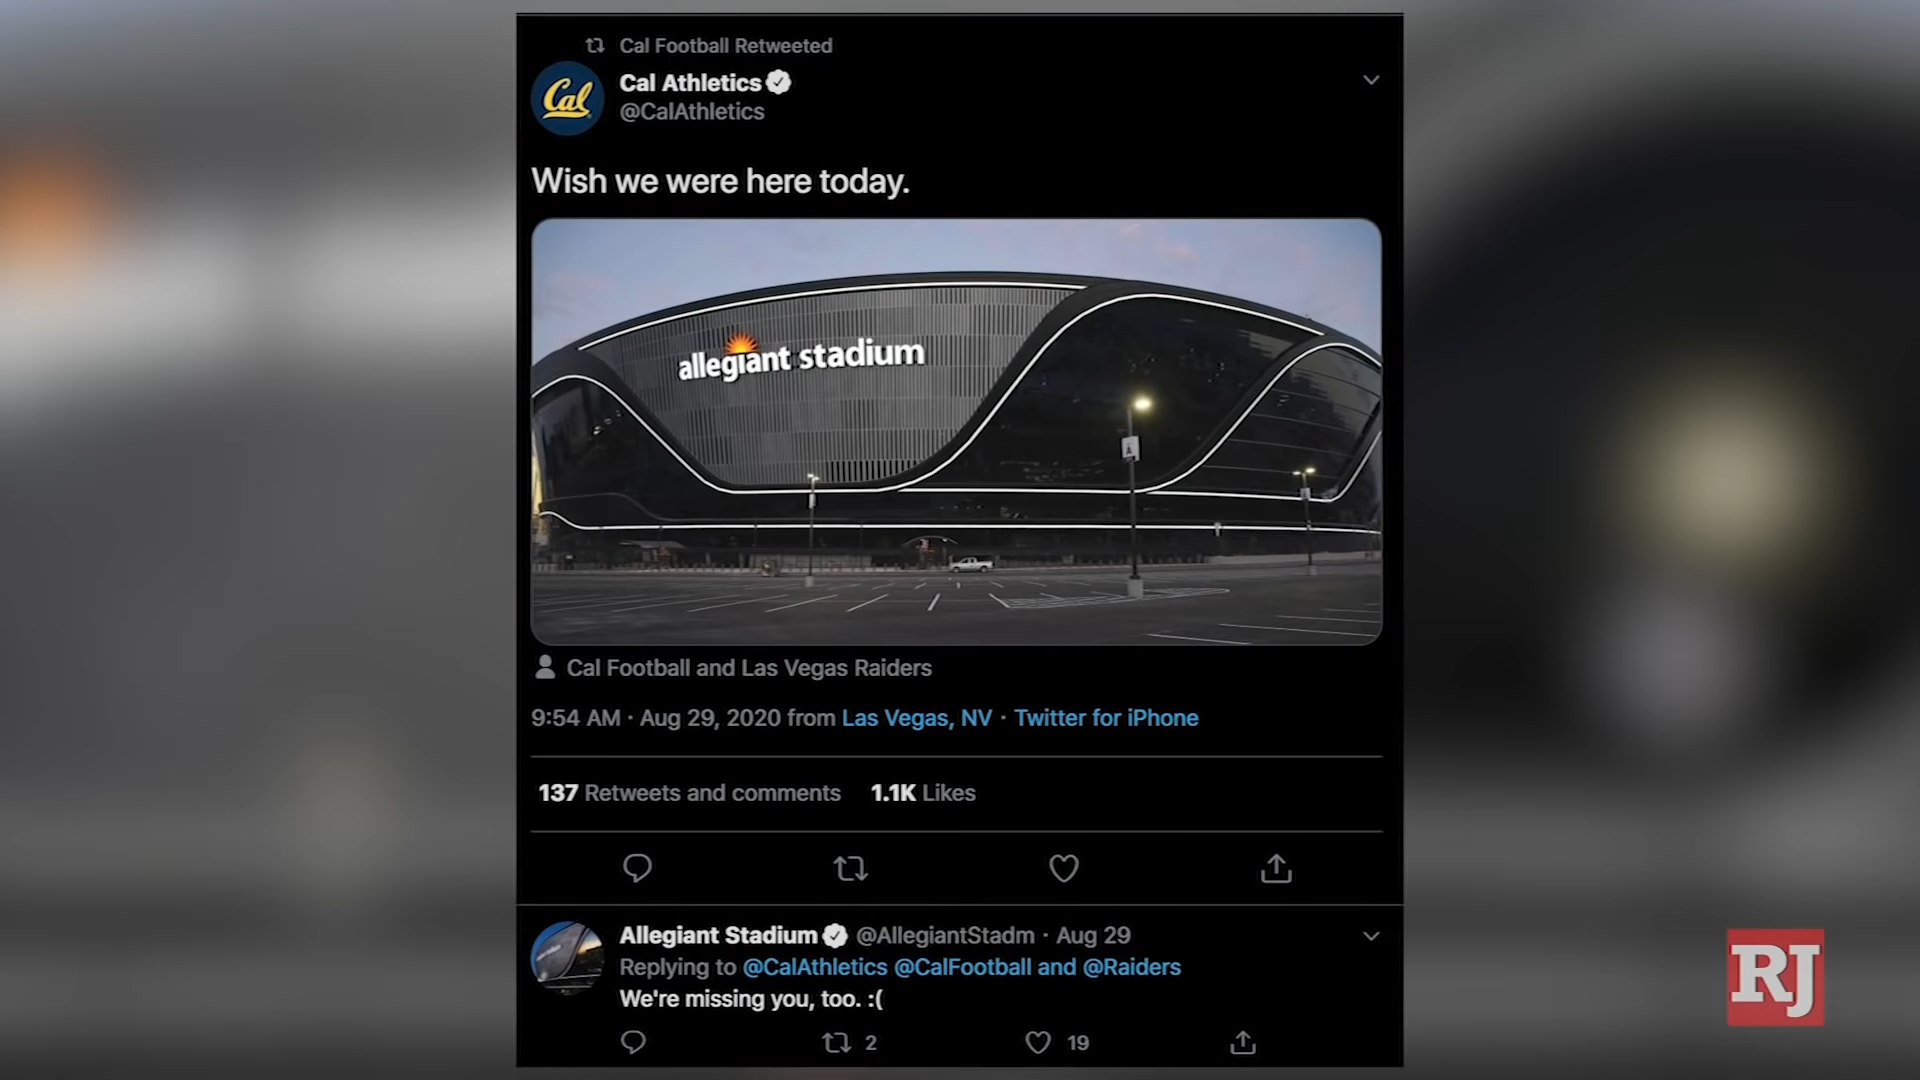 Cal Football Retweeted
Cal
Cal Athletics
@CalAthletics
Wish we were here today.
allegiant stadium
A
Cal Football and Las Vegas Raiders
9:54 AM · Aug 29, 2020 from Las Vegas, NV · Twitter for iPhone
137 Retweets and comments 1.1K Likes
Allegiant Stadium @AllegiantStadm · Aug 29
Replying to @CalAthletics @CalFootball and @Raiders
We're missing you, too. :(
2 19
RJ